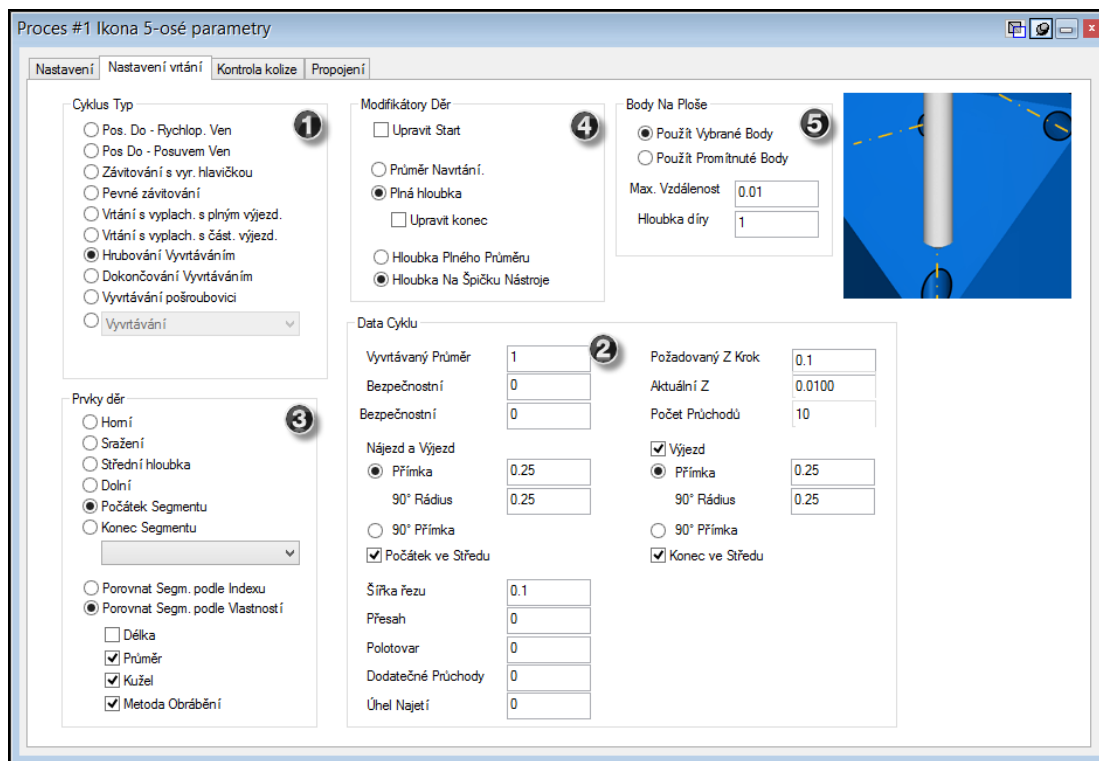 Proces #1 Ikona 5-osé parametry
Nastavení
Nastavení vrtání
Kontrola kolize
Propojení
Cyklus Typ
1
Pos. Do - Rychlop. Ven
Pos Do - Posuvem Ven
Závitování s vyr. hlavičkou
Pevné závitování
Vrtání s vyplach. s plným výjezd.
Vrtání s vyplach. s část. výjezd.
Hrubování Vyvrtáváním
Dokončování Vyvrtáváním
Vyvrtávání pošroubovici
Vyvrtávání
Prvky děr
3
Horní
Sražení
Střední hloubka
Dolní
Počátek Segmentu
Konec Segmentu
Porovnat Segm. podle Indexu
Porovnat Segm. podle Vlastností
Délka
Průměr
Kužel
Metoda Obrábění
Modifikátory Děr
4
Upravit Start
Průměr Navrtání.
Plná hloubka
Upravit konec
Hloubka Plného Průměru
Hloubka Na Špičku Nástroje
Body Na Ploše
5
Použít Vybrané Body
Použít Promítnuté Body
Max. Vzdálenost 0.01
Hloubka díry 1
Data Cyklu
2
Vyvrtávaný Průměr 1
Bezpečnostní 0
Bezpečnostní 0
Nájezd a Výjezd
Přímka 0.25
90° Rádius 0.25
90° Přímka
Počátek ve Středu
Šířka řezu 0.1
Přesah 0
Polotovar 0
Dodatečné Průchody 0
Úhel Najetí 0
Požadovaný Z Krok 0.1
Aktuální Z 0.0100
Počet Průchodů 10
Výjezd
Přímka 0.25
90° Rádius 0.25
90° Přímka
Konec ve Středu